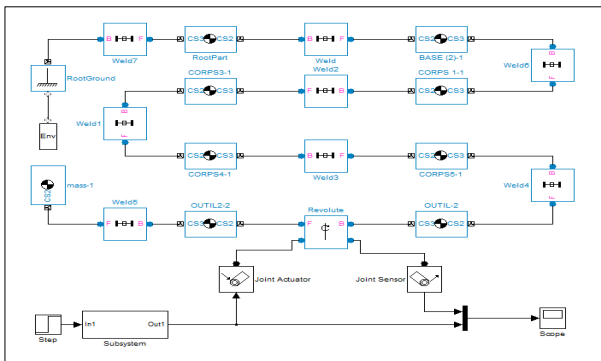 B F
CS3 CS2
B F
CS2 CS3
Weld7
RootPart
Weld
BASE (2)-1
B
F
Weld6
RootGround
CORPS3-1
Weld2
CORPS 1-1
CS2 CS3
F B
CS2 CS3
Env
Weld1
B
F
CS2 CS3
B F
CS2 CS3
CORPS4-1
Weld3
CORPS5-1
B
F
Weld4
mass-1
CS2
Weld5
OUTIL2-2
Revolute
OUTIL-2
F B
CS3 CS2
F B
CS3 CS2
Joint Actuator
Joint Sensor
Step
In1 Out1
Subsystem
Scope